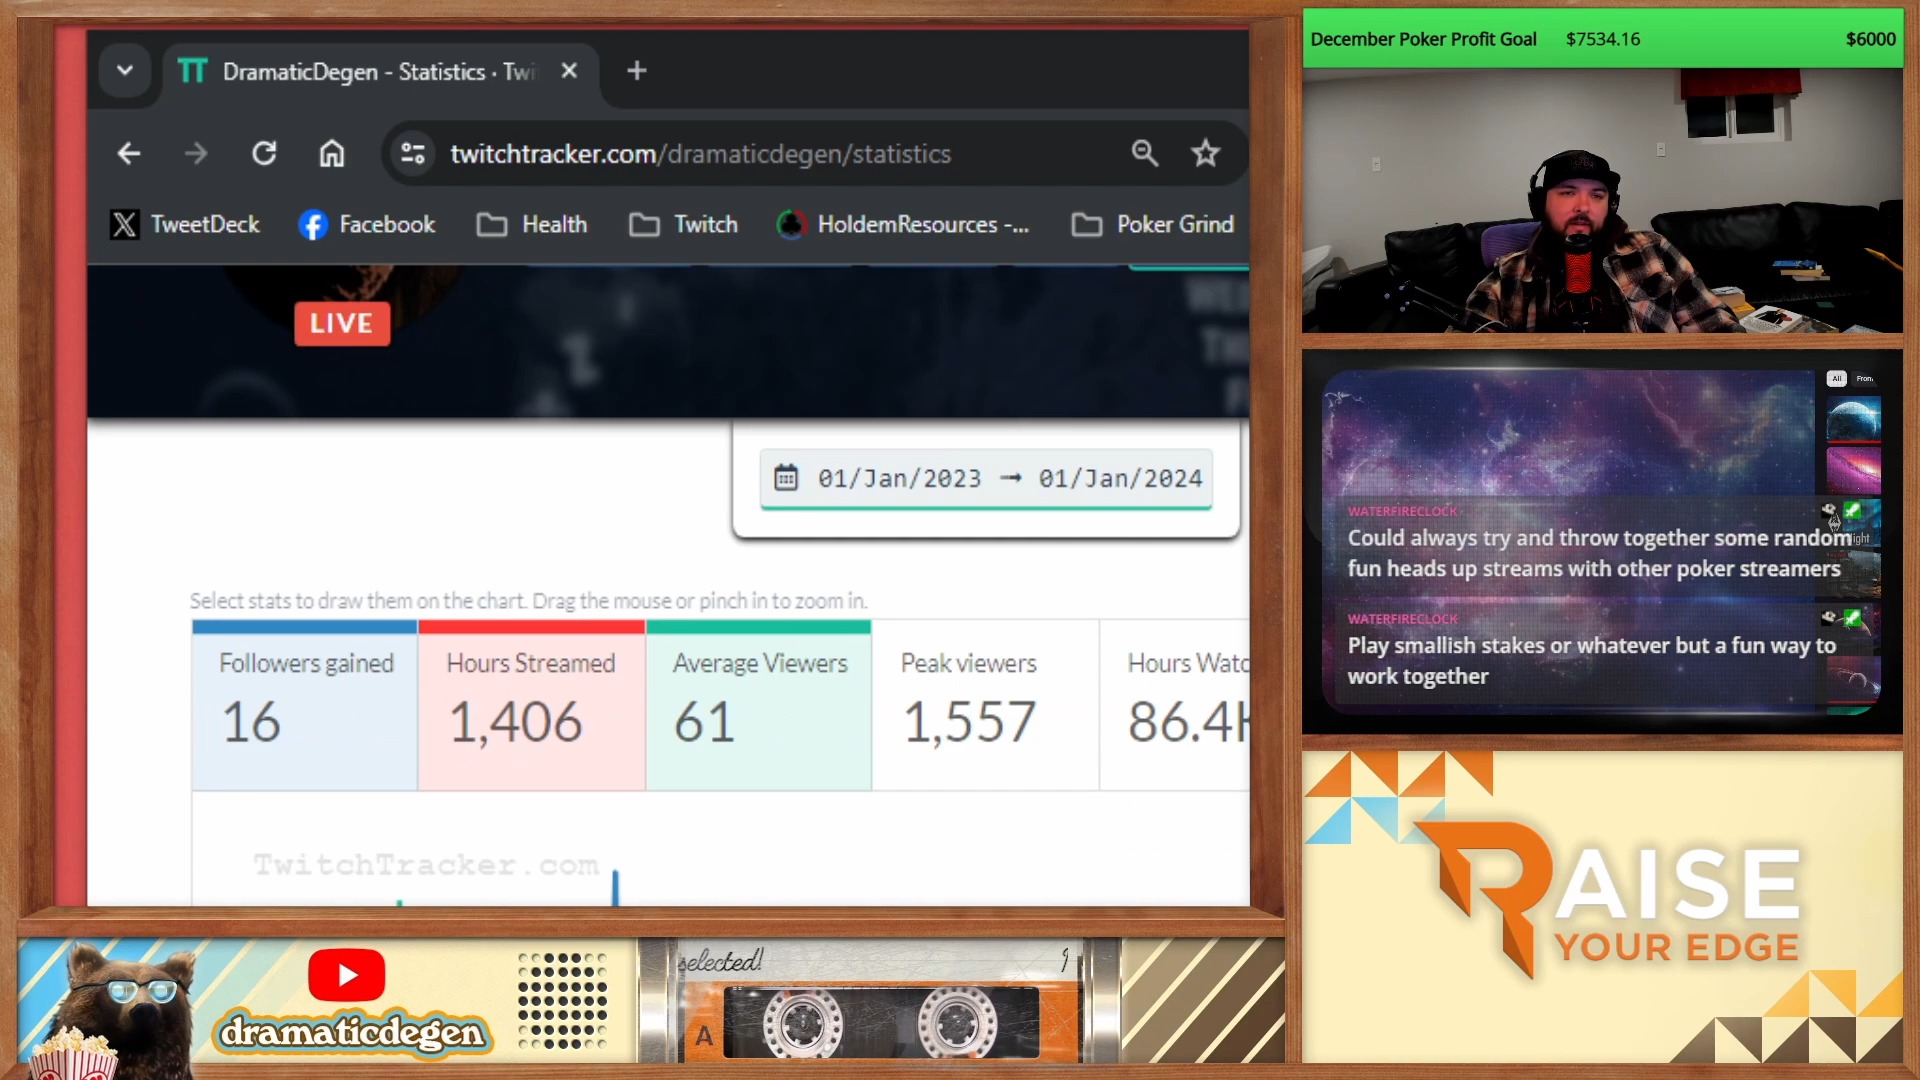 DramaticDegen - Statistics · Twi
twitchtracker.com/dramaticdegen/statistics
TweetDeck
Facebook
Health
Twitch
HoldemResources -...
Poker Grind
LIVE
01/Jan/2023 → 01/Jan/2024
Select stats to draw them on the chart. Drag the mouse or pinch in to zoom in.
Followers gained
16
Hours Streamed
1,406
Average Viewers
61
Peak viewers
1,557
Hours Watc
86.4K
TwitchTracker.com
December Poker Profit Goal $7534.16 $6000
All
WATERFIRECLOCK
Could always try and throw together some random
fun heads up streams with other poker streamers
WATERFIRECLOCK
Play smallish stakes or whatever but a fun way to
work together
RAISE
YOUR EDGE
dramaticdegen
selected!
A